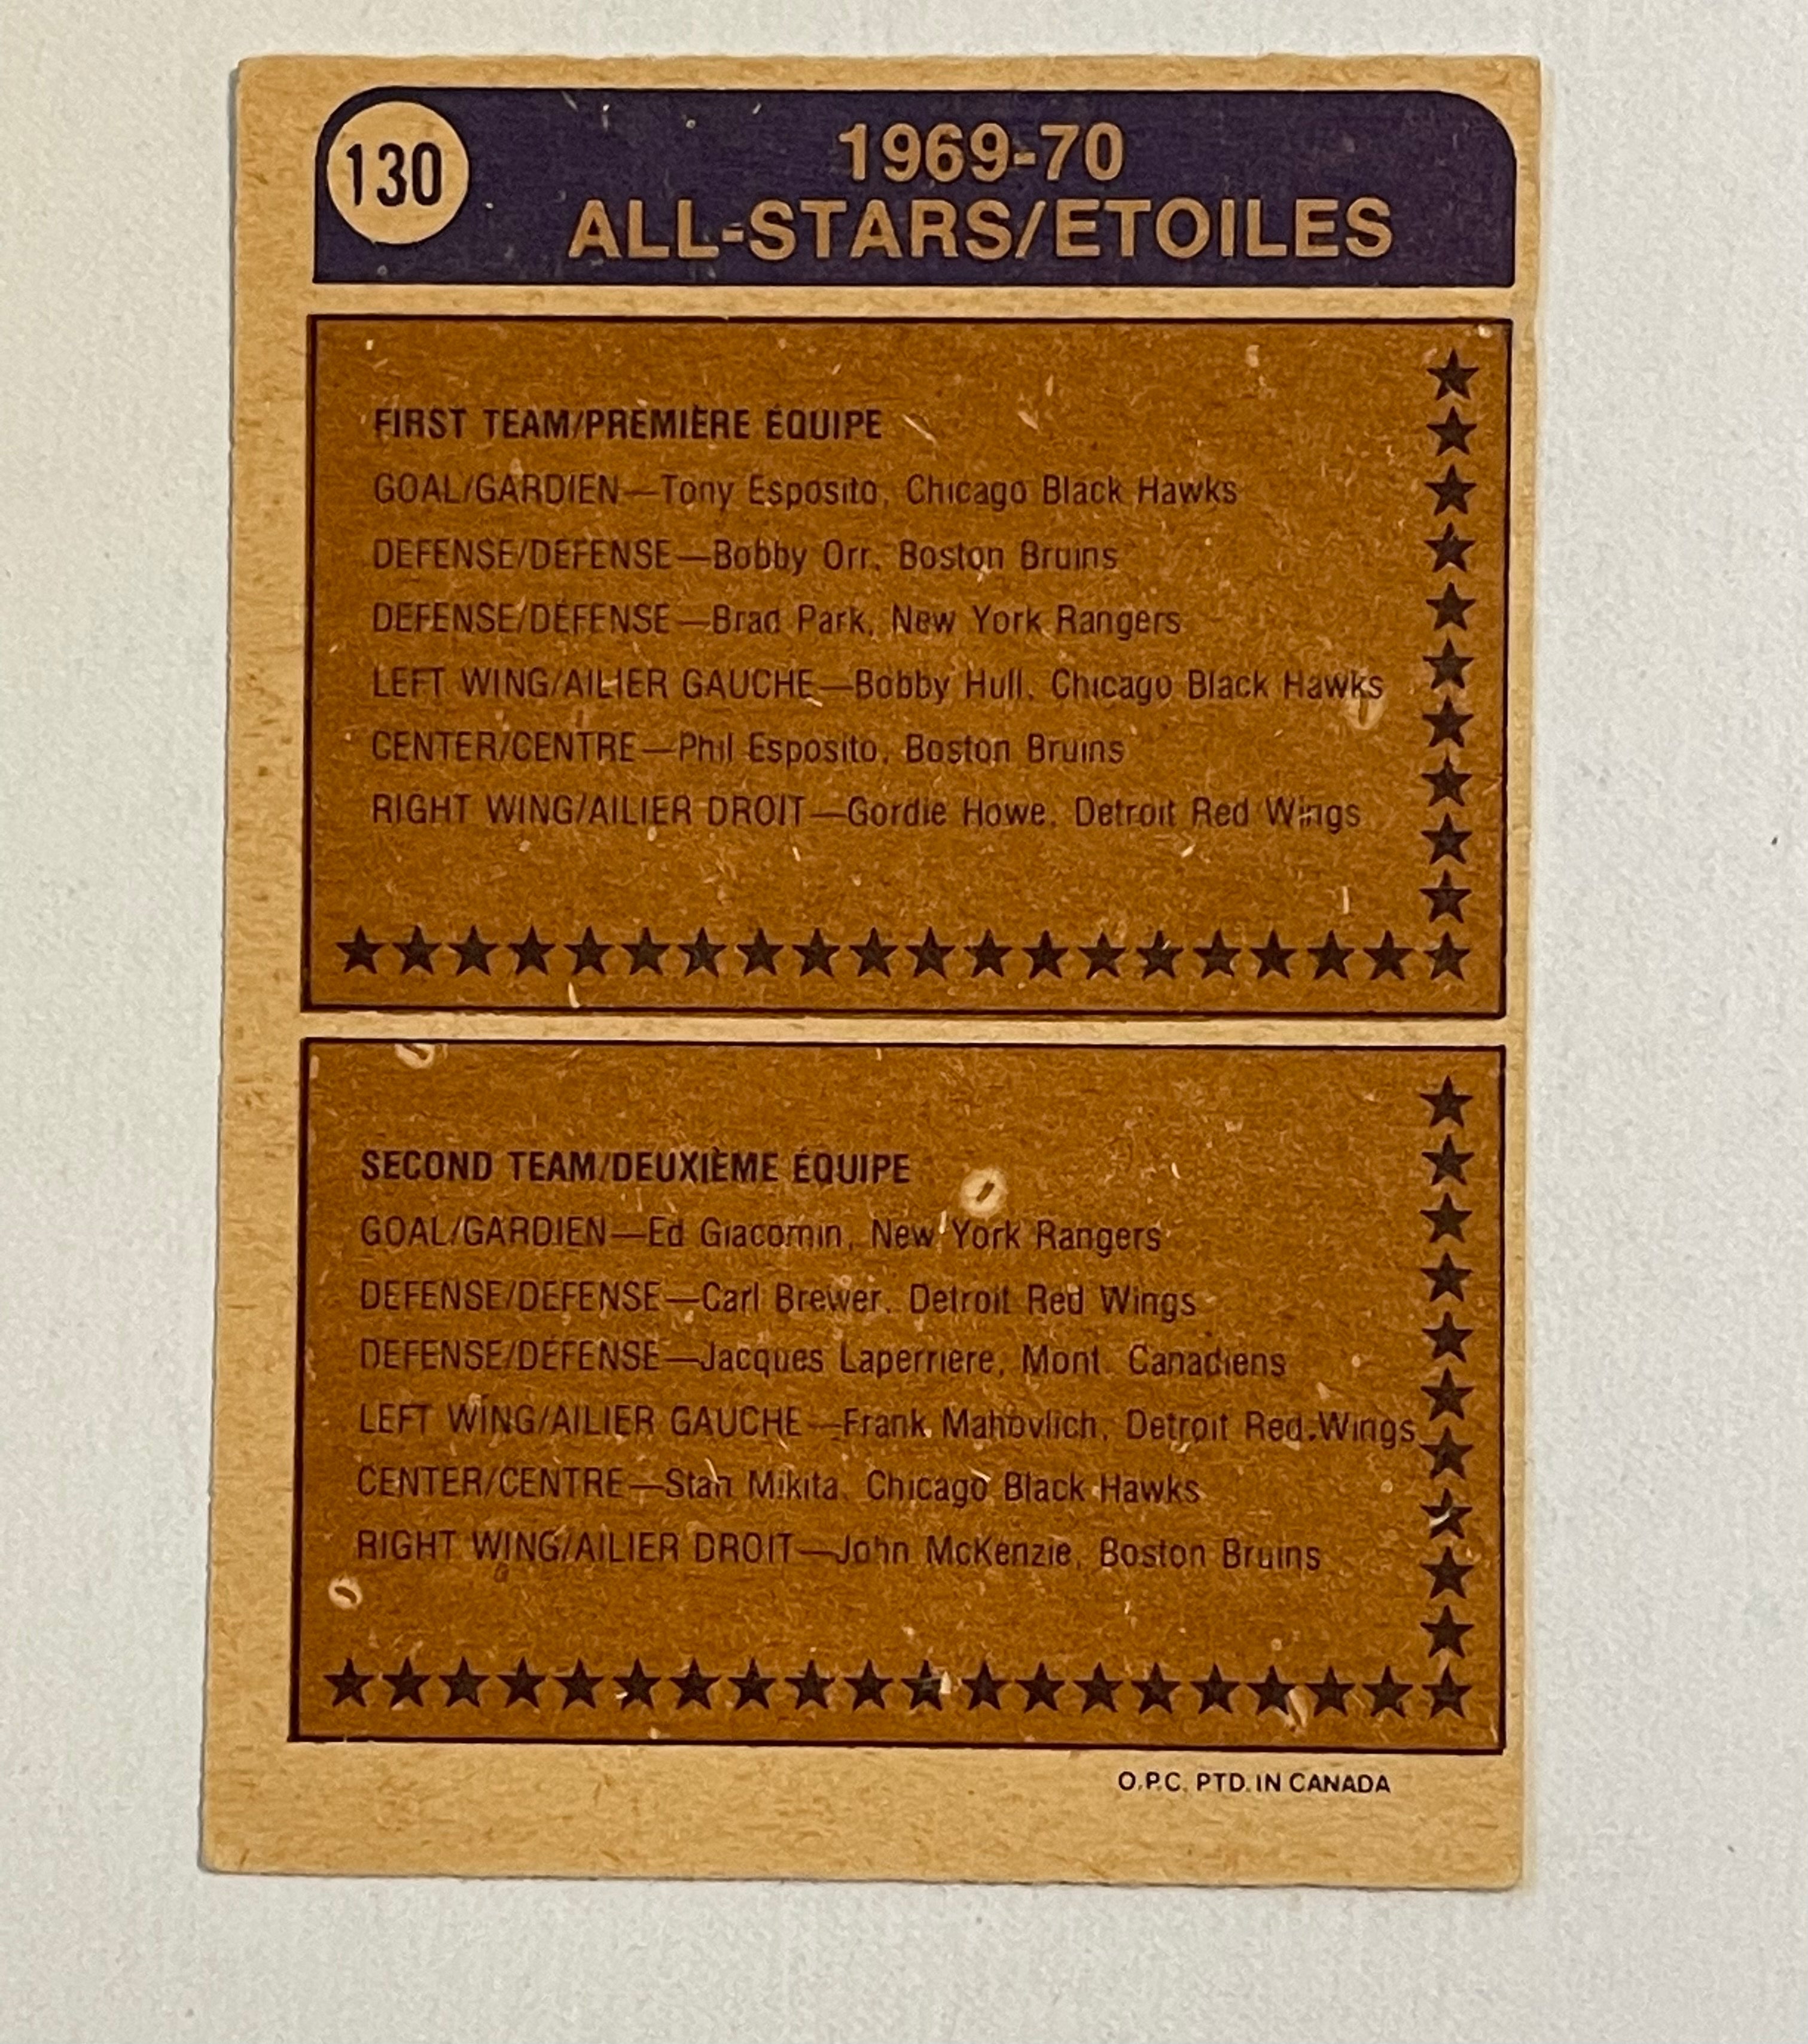 130
1969-70
ALL-STARS/ETOILES
FIRST TEAM/PREMIÈRE ÉQUIPE
GOAL/GARDIEN—Tony Esposito, Chicago Black Hawks
DEFENSE/DÉFENSE—Bobby Orr, Boston Bruins
DEFENSE/DÉFENSE—Brad Park, New York Rangers
LEFT WING/AILIER GAUCHE—Bobby Hull, Chicago Black Hawks
CENTER/CENTRE—Phil Esposito, Boston Bruins
RIGHT WING/AILIER DROIT—Gordie Howe, Detroit Red Wings
SECOND TEAM/DEUXIÈME ÉQUIPE
GOAL/GARDIEN—Ed Giacomin, New York Rangers
DEFENSE/DÉFENSE—Carl Brewer, Detroit Red Wings
DEFENSE/DÉFENSE—Jacques Laperriere, Mont. Canadiens
LEFT WING/AILIER GAUCHE—Frank Mahovlich, Detroit Red Wings
CENTER/CENTRE—Stan Mikita, Chicago Black Hawks
RIGHT WING/AILIER DROIT—John McKenzie, Boston Bruins
O.P.C. PTD. IN CANADA